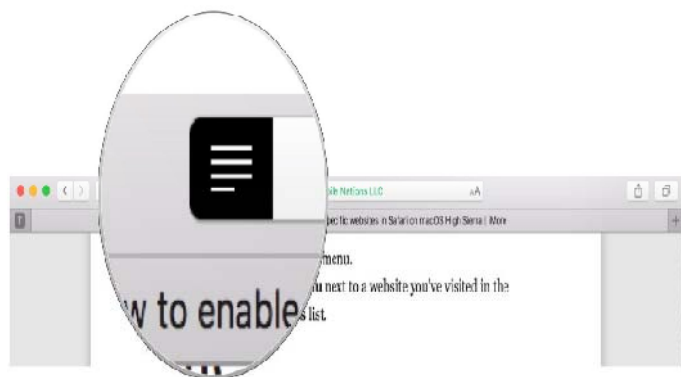 bile Nations LLC
AA
pecific websites in Safari on macOS High Sierra | iMore
menu.
u next to a website you've visited in the
s list.
w to enable